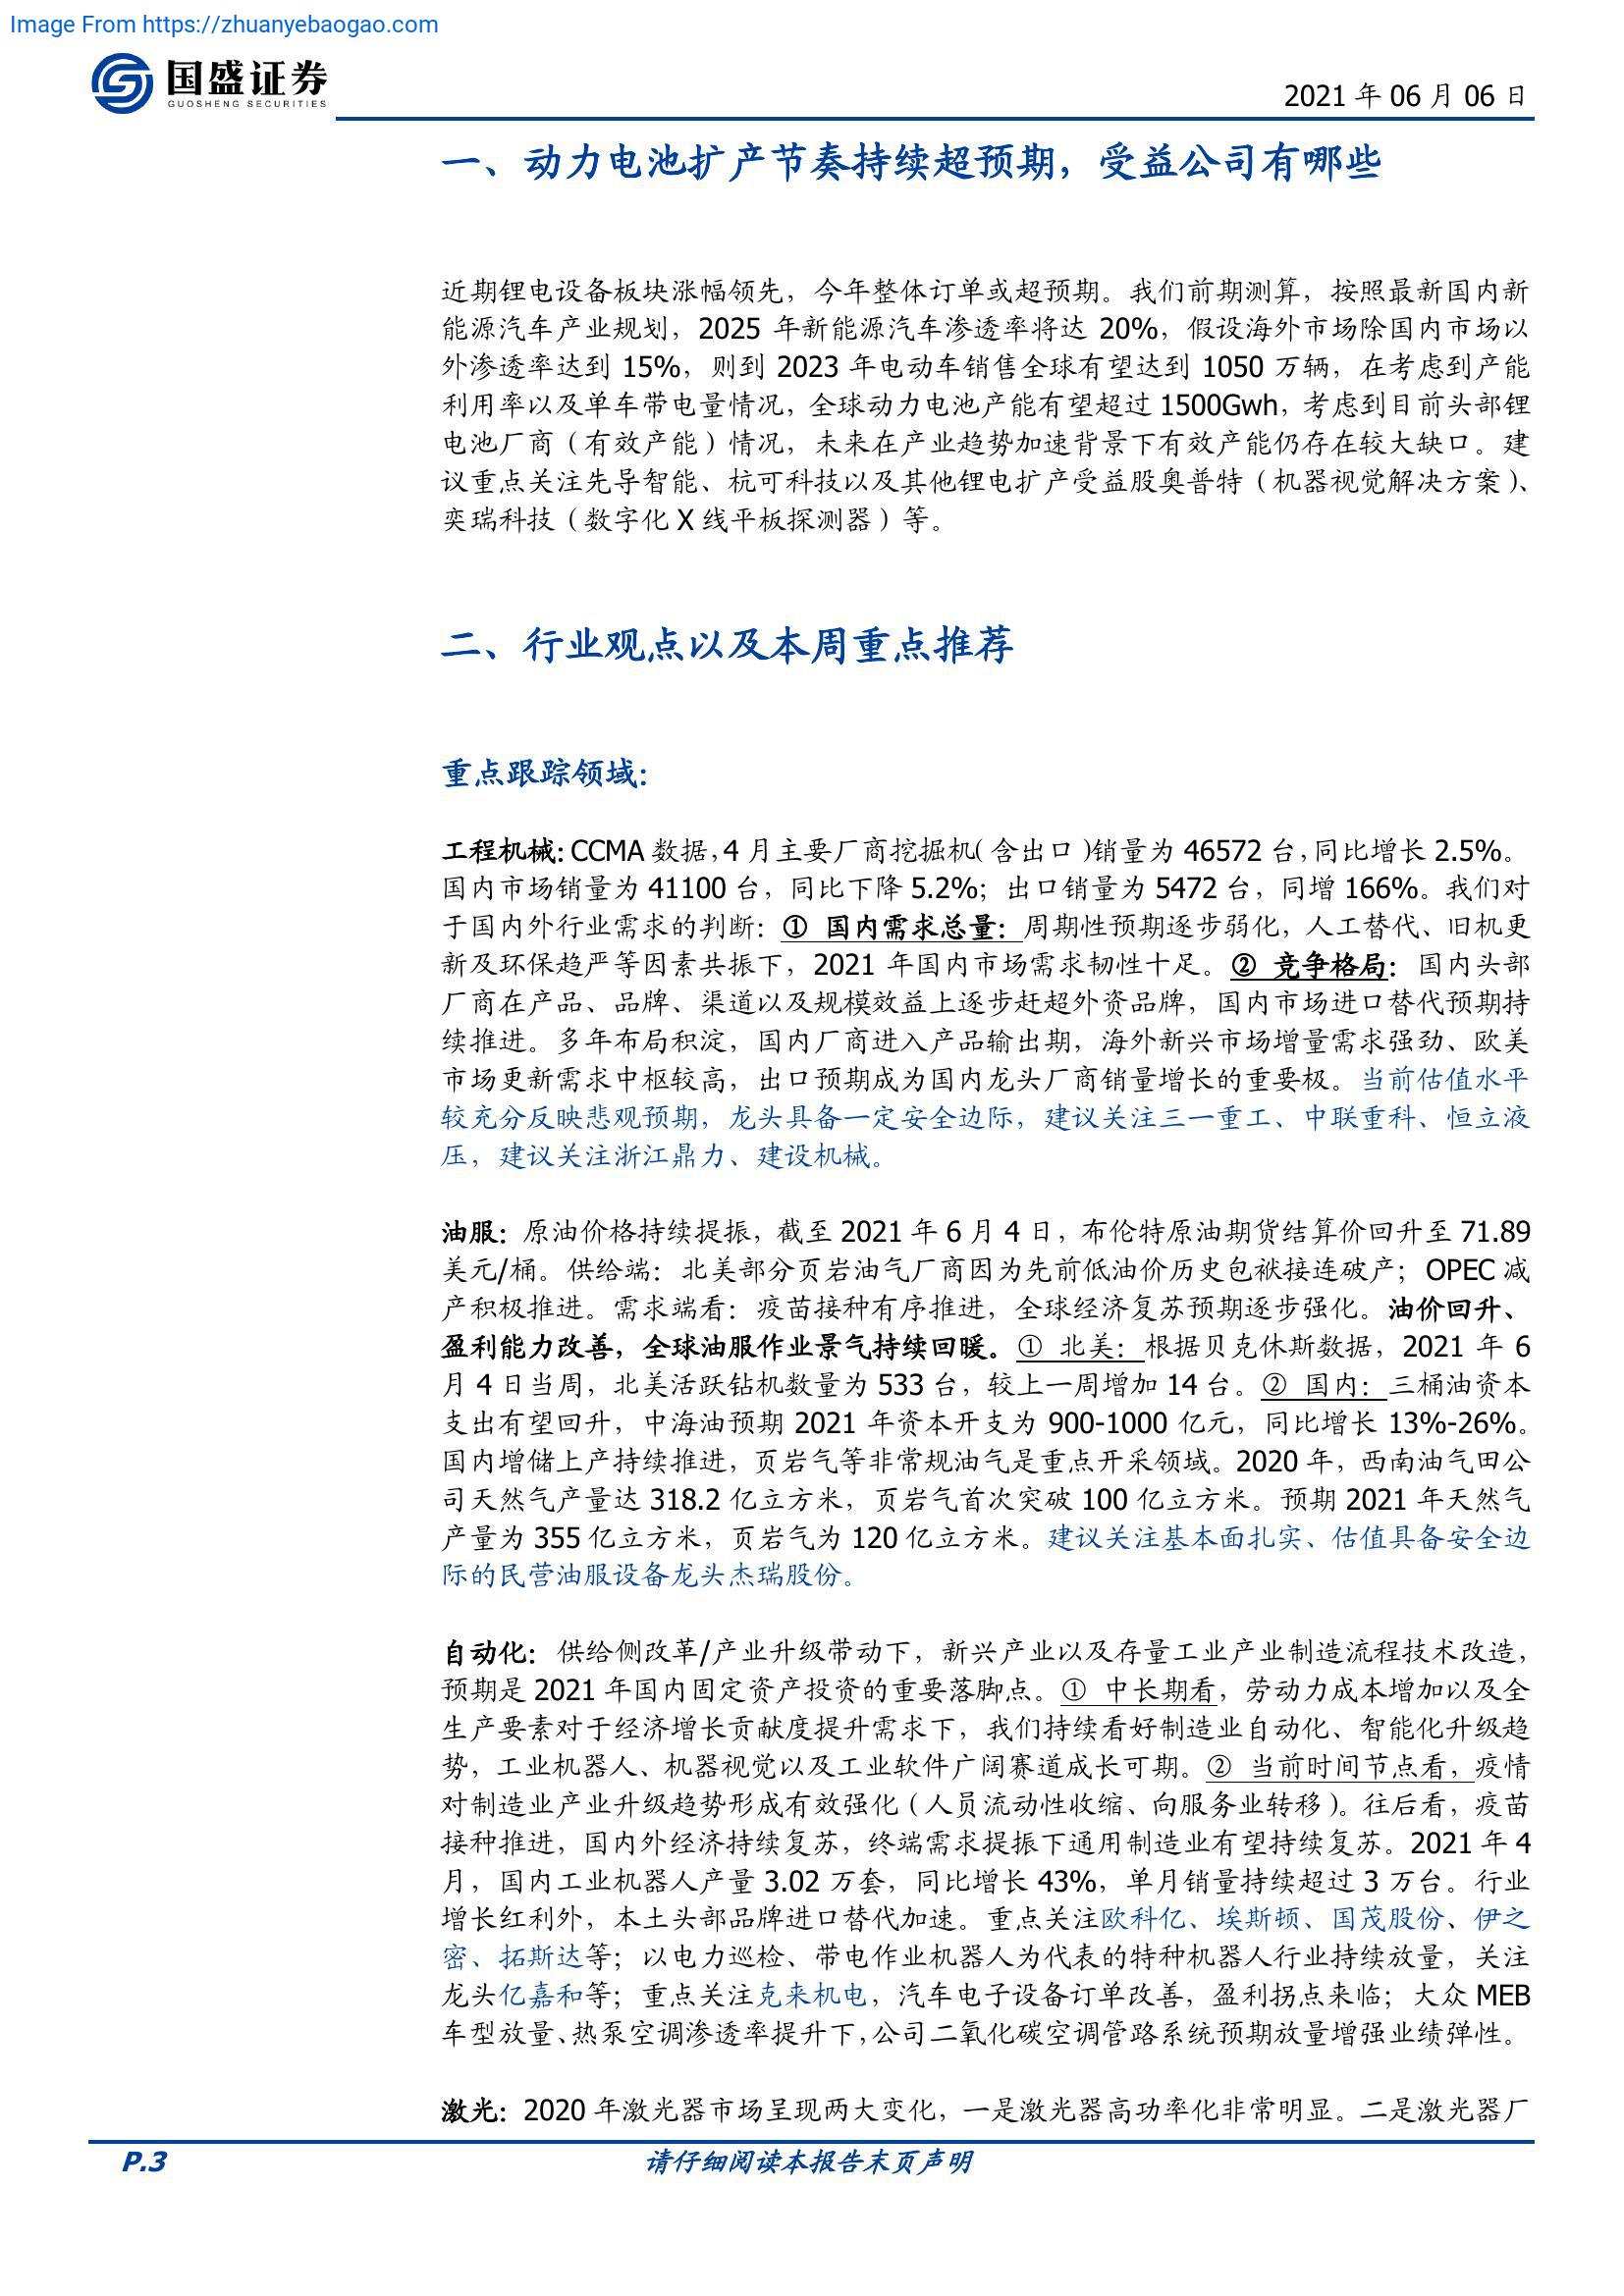 Image From https://zhuanyebaogao.com
国盛证券
GUOSHENG SECURITIES
2021 年 06 月 06 日
一、动力电池扩产节奏持续超预期，受益公司有哪些
近期锂电设备板块涨幅领先，今年整体订单或超预期。我们前期测算，按照最新国内新
能源汽车产业规划，2025 年新能源汽车渗透率将达 20%，假设海外市场除国内市场以
外渗透率达到 15%，则到 2023 年电动车销售全球有望达到 1050 万辆，在考虑到产能
利用率以及单车带电量情况，全球动力电池产能有望超过 1500Gwh，考虑到目前头部锂
电池厂商（有效产能）情况，未来在产业趋势加速背景下有效产能仍存在较大缺口。建
议重点关注先导智能、杭可科技以及其他锂电扩产受益股奥普特（机器视觉解决方案）、
奕瑞科技（数字化 X 线平板探测器）等。
二、行业观点以及本周重点推荐
重点跟踪领域：
工程机械：CCMA 数据，4 月主要厂商挖掘机（含出口）销量为 46572 台，同比增长 2.5%。
国内市场销量为 41100 台，同比下降 5.2%；出口销量为 5472 台，同增 166%。我们对
于国内外行业需求的判断：① 国内需求总量：周期性预期逐步弱化，人工替代、旧机更
新及环保趋严等因素共振下，2021 年国内市场需求韧性十足。② 竞争格局：国内头部
厂商在产品、品牌、渠道以及规模效益上逐步赶超外资品牌，国内市场进口替代预期持
续推进。多年布局积淀，国内厂商进入产品输出期，海外新兴市场增量需求强劲、欧美
市场更新需求中枢较高，出口预期成为国内龙头厂商销量增长的重要极。当前估值水平
较充分反映悲观预期，龙头具备一定安全边际，建议关注三一重工、中联重科、恒立液
压，建议关注浙江鼎力、建设机械。
油服：原油价格持续提振，截至 2021 年 6 月 4 日，布伦特原油期货结算价回升至 71.89
美元/桶。供给端：北美部分页岩油气厂商因为先前低油价历史包袱接连破产；OPEC 减
产积极推进。需求端看：疫苗接种有序推进，全球经济复苏预期逐步强化。油价回升、
盈利能力改善，全球油服作业景气持续回暖。① 北美：根据贝克休斯数据，2021 年 6
月 4 日当周，北美活跃钻机数量为 533 台，较上一周增加 14 台。② 国内：三桶油资本
支出有望回升，中海油预期 2021 年资本开支为 900-1000 亿元，同比增长 13%-26%。
国内增储上产持续推进，页岩气等非常规油气是重点开采领域。2020 年，西南油气田公
司天然气产量达 318.2 亿立方米，页岩气首次突破 100 亿立方米。预期 2021 年天然气
产量为 355 亿立方米，页岩气为 120 亿立方米。建议关注基本面扎实、估值具备安全边
际的民营油服设备龙头杰瑞股份。
自动化：供给侧改革/产业升级带动下，新兴产业以及存量工业产业制造流程技术改造，
预期是 2021 年国内固定资产投资的重要落脚点。① 中长期看，劳动力成本增加以及全
生产要素对于经济增长贡献度提升需求下，我们持续看好制造业自动化、智能化升级趋
势，工业机器人、机器视觉以及工业软件广阔赛道成长可期。② 当前时间节点看，疫情
对制造业产业升级趋势形成有效强化（人员流动性收缩、向服务业转移）。往后看，疫苗
接种推进，国内外经济持续复苏，终端需求提振下通用制造业有望持续复苏。2021 年 4
月，国内工业机器人产量 3.02 万套，同比增长 43%，单月销量持续超过 3 万台。行业
增长红利外，本土头部品牌进口替代加速。重点关注欧科亿、埃斯顿、国茂股份、伊之
密、拓斯达等；以电力巡检、带电作业机器人为代表的特种机器人行业持续放量，关注
龙头亿嘉和等；重点关注克来机电，汽车电子设备订单改善，盈利拐点来临；大众 MEB
车型放量、热泵空调渗透率提升下，公司二氧化碳空调管路系统预期放量增强业绩弹性。
激光：2020 年激光器市场呈现两大变化，一是激光器高功率化非常明显。二是激光器厂
P.3
请仔细阅读本报告末页声明